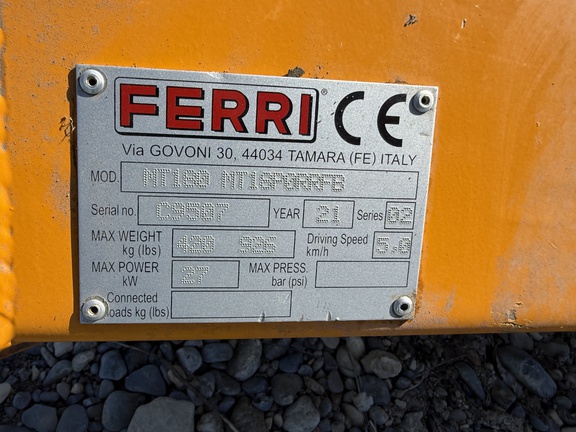 FERRI® CE
Via GOVONI 30, 44034 TAMARA (FE) ITALY
MOD. NT180 NT18P0RRFB
Serial no. C9507 YEAR 21 Series 02
MAX WEIGHT kg (lbs) 420 926 Driving Speed km/h 5,0
MAX POWER kW 27 MAX PRESS. bar (psi)
Connected loads kg (lbs)